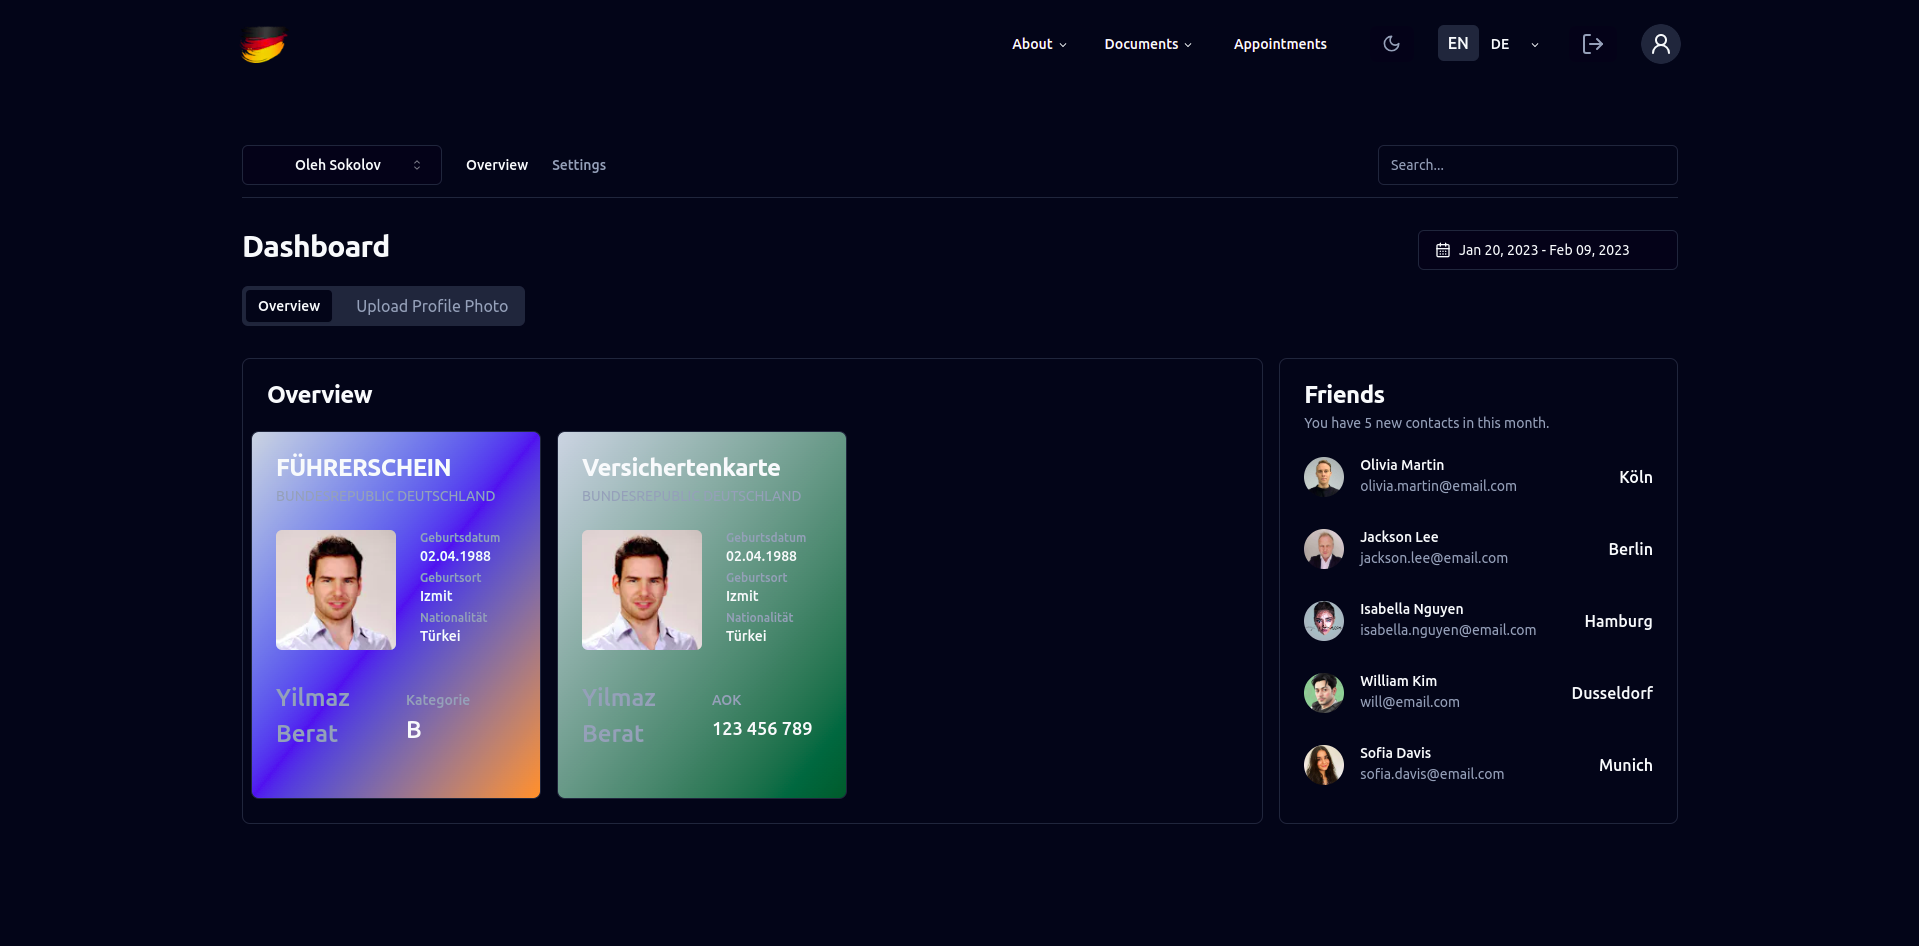 About
Documents
Appointments
EN
DE
Oleh Sokolov
Overview
Settings
Search...
Dashboard
Jan 20, 2023 - Feb 09, 2023
Overview
Upload Profile Photo
Overview
FÜHRERSCHEIN
BUNDESREPUBLIC DEUTSCHLAND
Geburtsdatum
02.04.1988
Geburtsort
Izmit
Nationalität
Türkei
Yilmaz
Berat
Kategorie
B
Versichertenkarte
BUNDESREPUBLIC DEUTSCHLAND
Geburtsdatum
02.04.1988
Geburtsort
Izmit
Nationalität
Türkei
Yilmaz
Berat
AOK
123 456 789
Friends
You have 5 new contacts in this month.
Olivia Martin
olivia.martin@email.com
Köln
Jackson Lee
jackson.lee@email.com
Berlin
Isabella Nguyen
isabella.nguyen@email.com
Hamburg
William Kim
will@email.com
Dusseldorf
Sofia Davis
sofia.davis@email.com
Munich